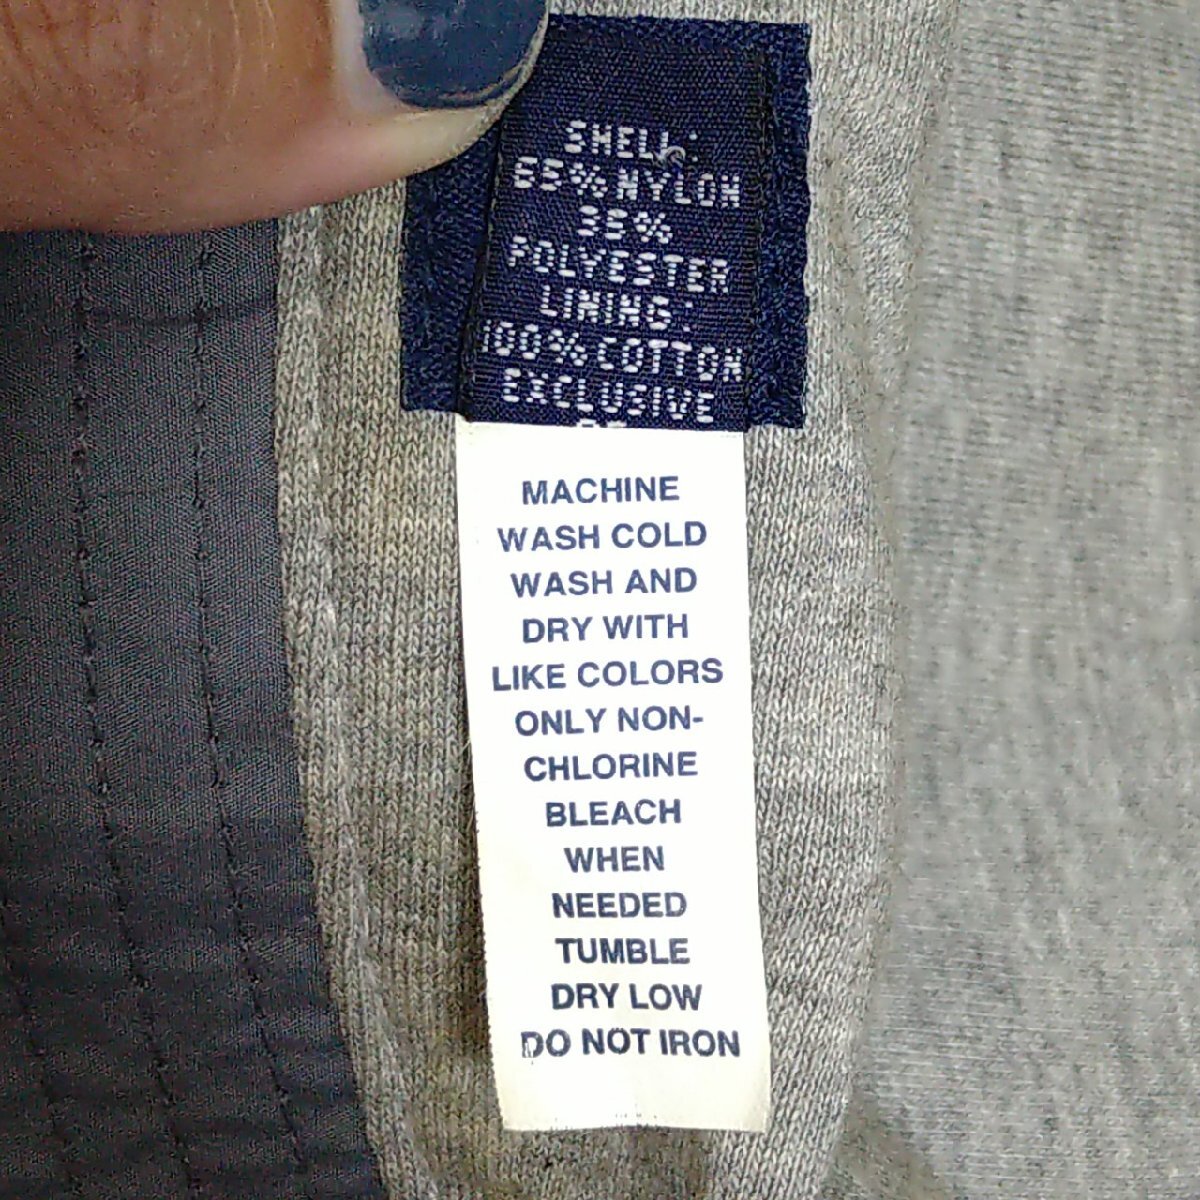 SHELL:
65% NYLON
35%
POLYESTER
LINING:
100% COTTON
EXCLUSIVE
MACHINE
WASH COLD
WASH AND
DRY WITH
LIKE COLORS
ONLY NON-
CHLORINE
BLEACH
WHEN
NEEDED
TUMBLE
DRY LOW
DO NOT IRON